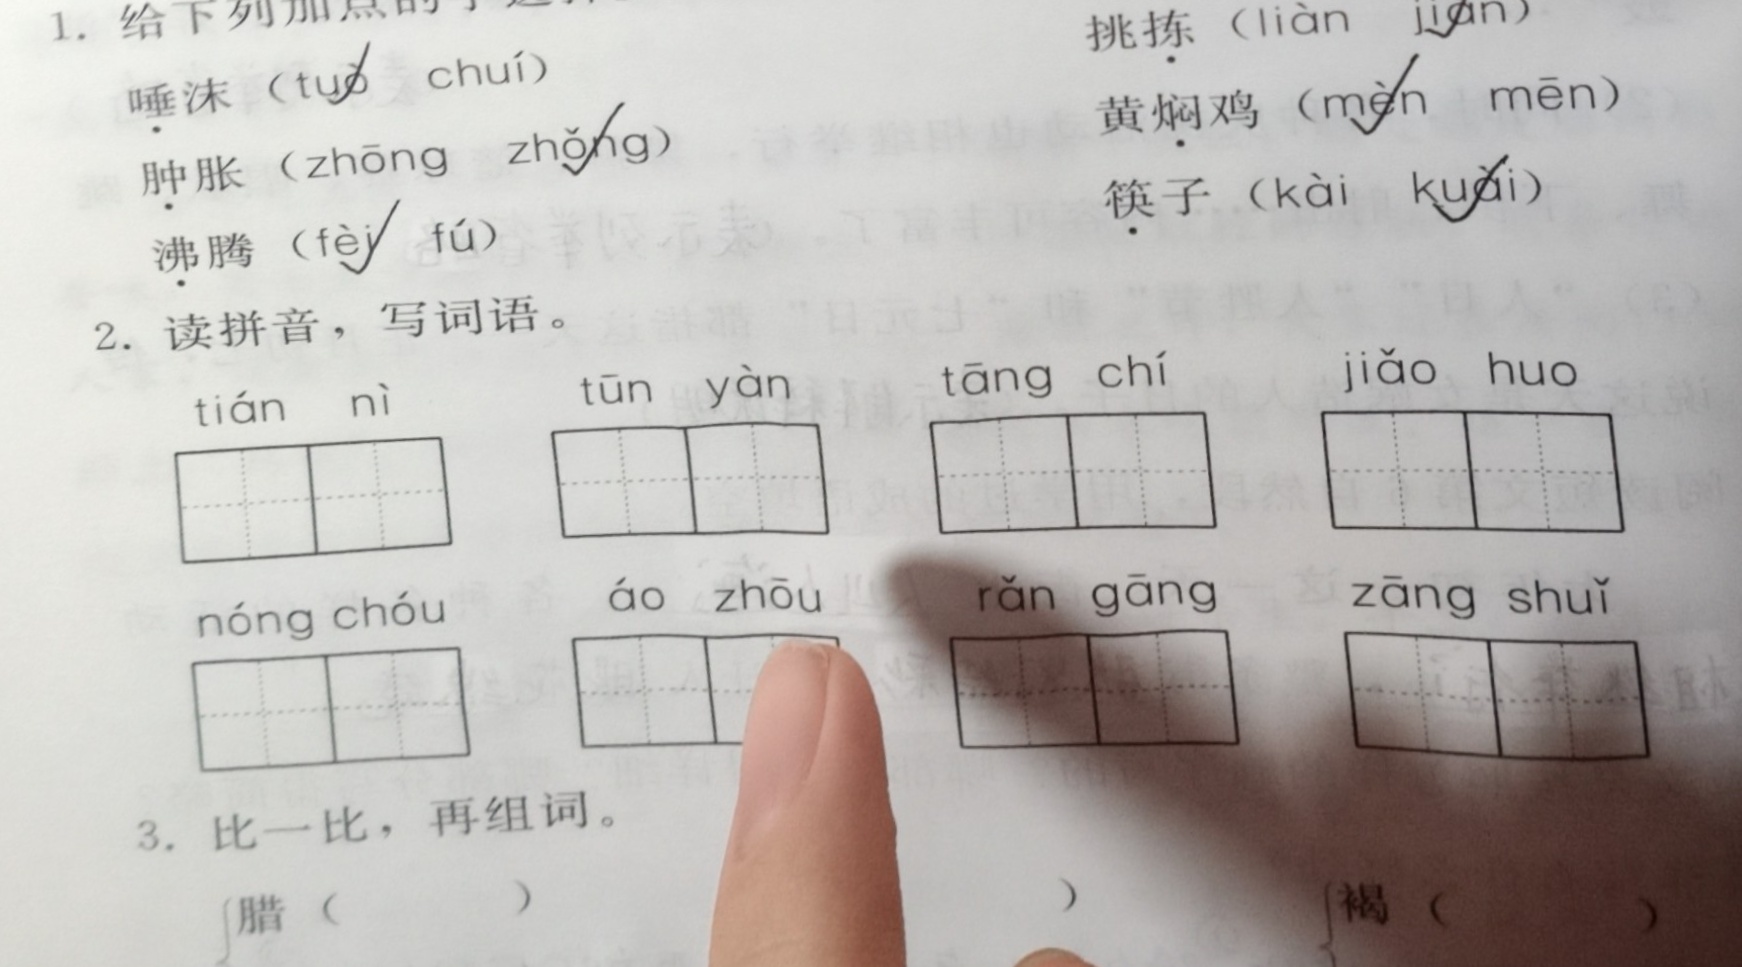 1. 给下列加点的字选择
唾沫（tuò chuí） 挑拣（liàn jiǎn）
肿胀（zhōng zhǒng） 黄焖鸡（mèn mēn）
沸腾（fèi fú） 筷子（kài kuài）
2. 读拼音，写词语。
tián nì tūn yàn tāng chí jiǎo huo
nóng chóu áo zhōu rǎn gāng zāng shuǐ
3. 比一比，再组词。
腊（ ） ） 褐（ ）